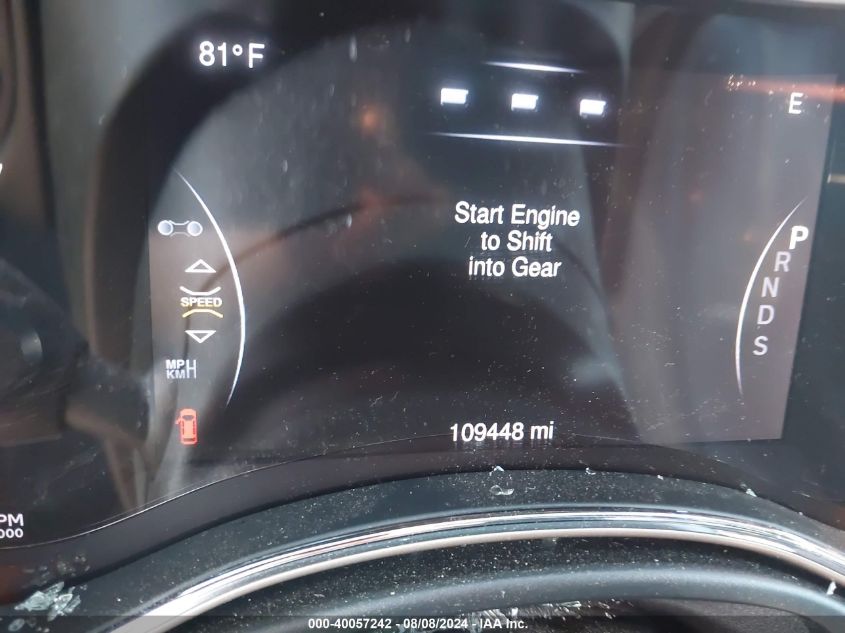 81°F
E
Start Engine
to Shift
into Gear
P
R
N
D
S
SPEED
MPH
KM
109448 mi
PM
000
000-40057242 - 08/08/2024 - IAA Inc.